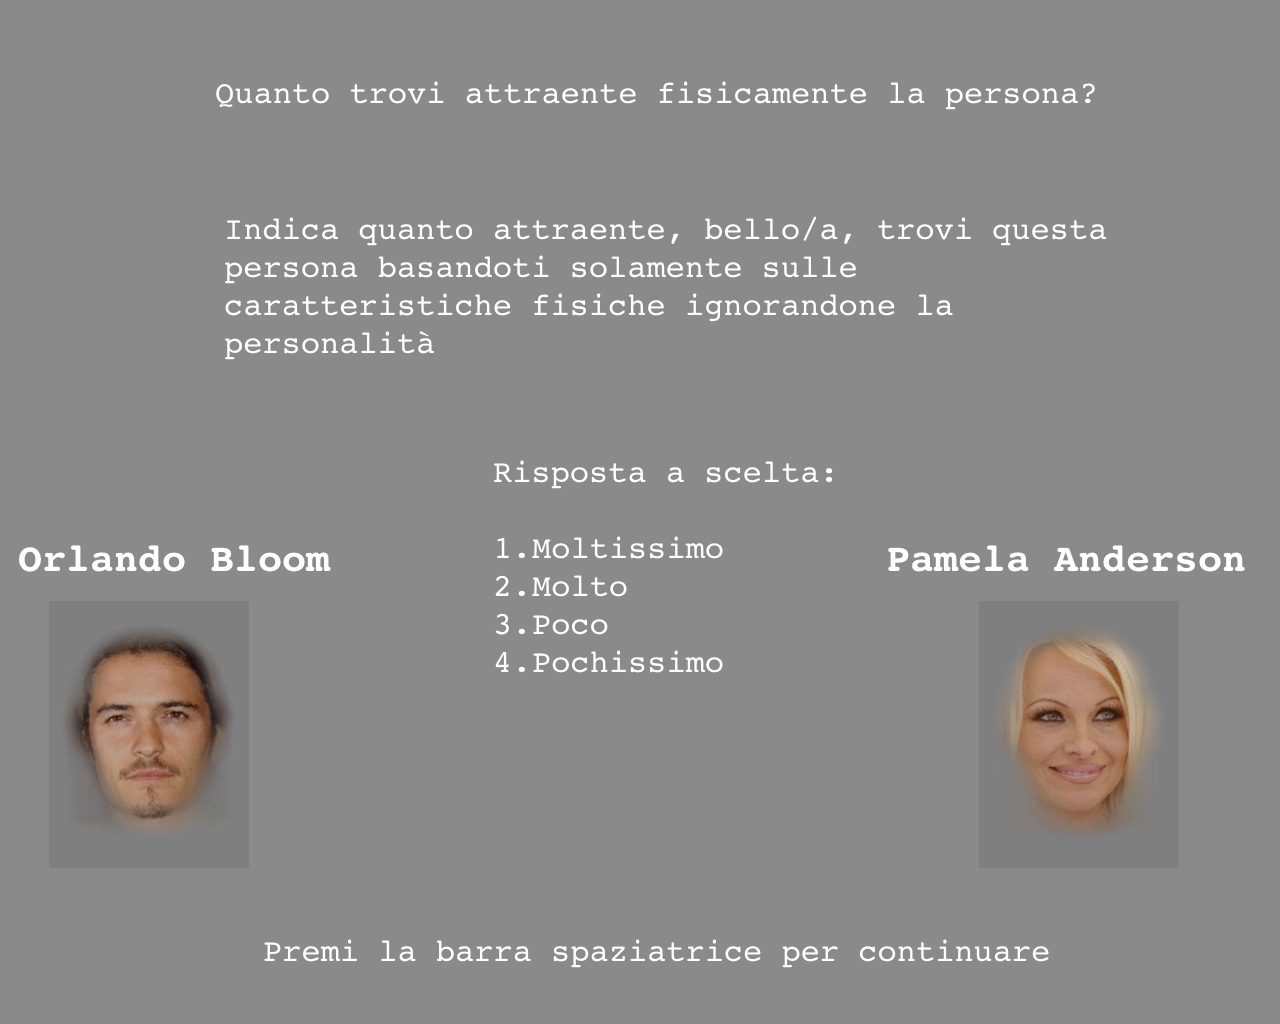 Quanto trovi attraente fisicamente la persona?
Indica quanto attraente, bello/a, trovi questa
persona basandoti solamente sulle
caratteristiche fisiche ignorandone la
personalità
Risposta a scelta:
1.Moltissimo
2.Molto
3.Poco
4.Pochissimo
Orlando Bloom
Pamela Anderson
Premi la barra spaziatrice per continuare